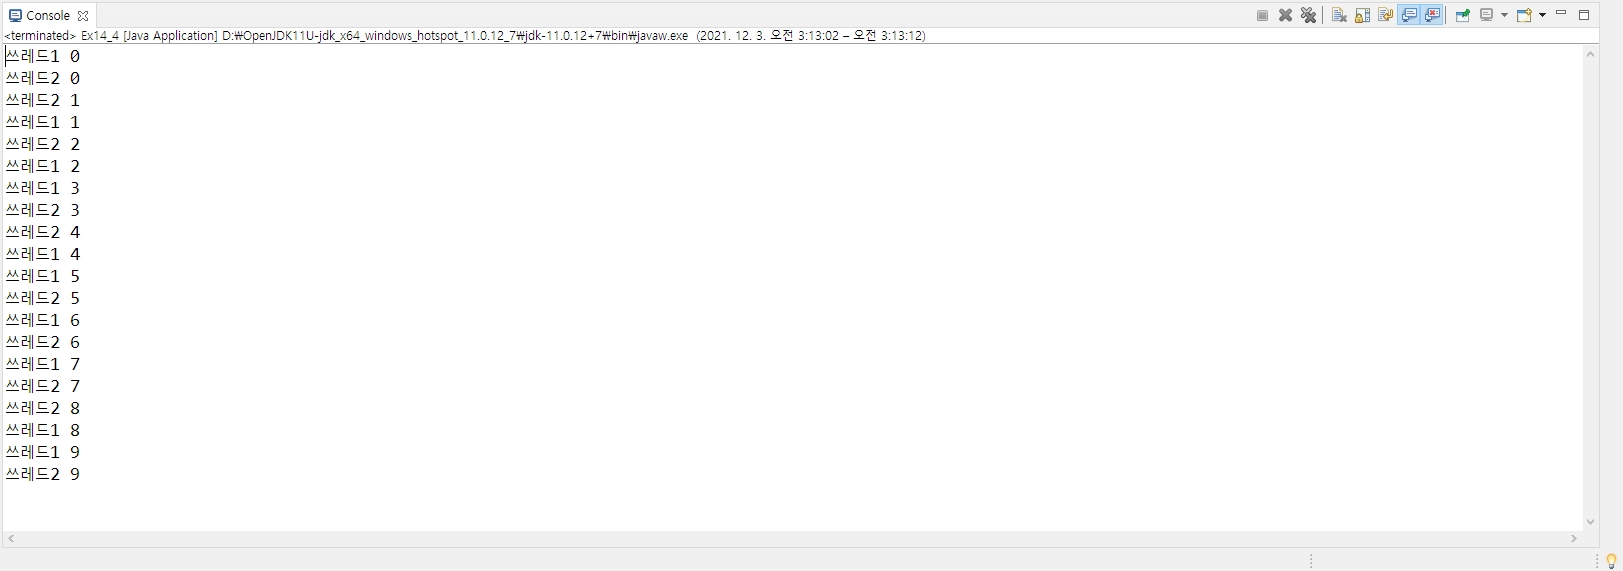 Console
<terminated> Ex14_4 [Java Application] D:₩OpenJDK11U-jdk_x64_windows_hotspot_11.0.12_7₩jdk-11.0.12+7₩bin₩javaw.exe (2021. 12. 3. 오전 3:13:02 – 오전 3:13:12)
쓰레드1 0
쓰레드2 0
쓰레드2 1
쓰레드1 1
쓰레드2 2
쓰레드1 2
쓰레드1 3
쓰레드2 3
쓰레드2 4
쓰레드1 4
쓰레드1 5
쓰레드2 5
쓰레드1 6
쓰레드2 6
쓰레드1 7
쓰레드2 7
쓰레드2 8
쓰레드1 8
쓰레드1 9
쓰레드2 9